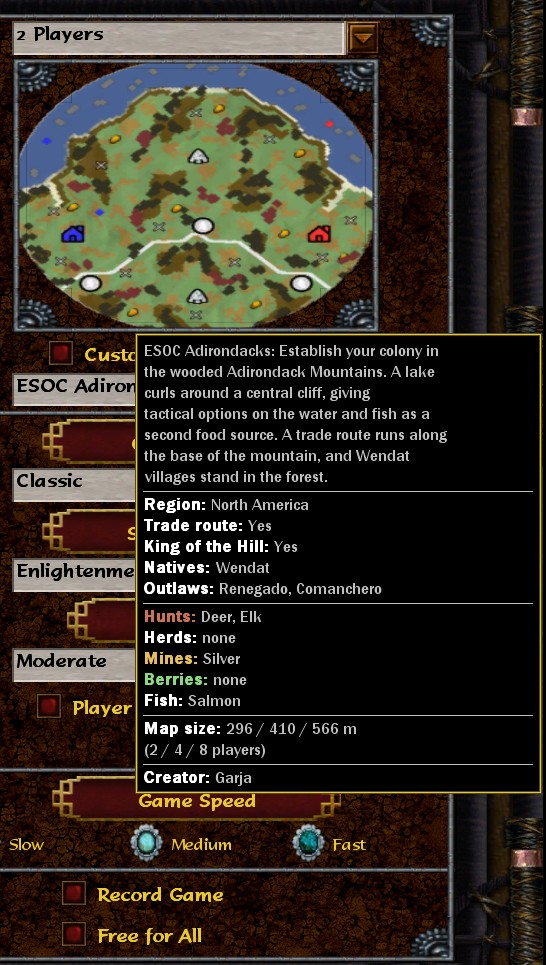 2 Players
Custo
ESOC Adiron
ESOC Adirondacks: Establish your colony in
the wooded Adirondack Mountains. A lake
curls around a central cliff, giving
tactical options on the water and fish as a
second food source. A trade route runs along
the base of the mountain, and Wendat
villages stand in the forest.
Region: North America
Trade route: Yes
King of the Hill: Yes
Natives: Wendat
Outlaws: Renegado, Comanchero
Hunts: Deer, Elk
Herds: none
Mines: Silver
Berries: none
Fish: Salmon
Map size: 296 / 410 / 566 m
(2 / 4 / 8 players)
Creator: Garja
Classic
S
Enlightenme
Moderate
Player
Game Speed
Slow
Medium
Fast
Record Game
Free for All